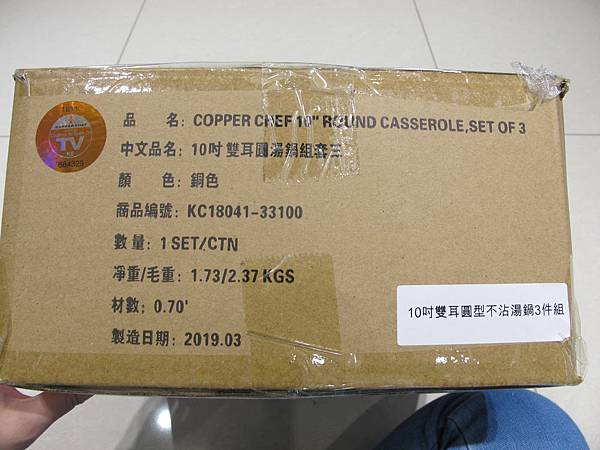 品 名: COPPER CHEF 10" ROUND CASSEROLE,SET OF 3
中文品名: 10吋 雙耳圓湯鍋組套三
顏 色: 銅色
商品編號: KC18041-33100
數量: 1 SET/CTN
凈重/毛重: 1.73/2.37 KGS
材數: 0.70'
製造日期: 2019.03
TV
684329
10吋雙耳圓型不沾湯鍋3件組